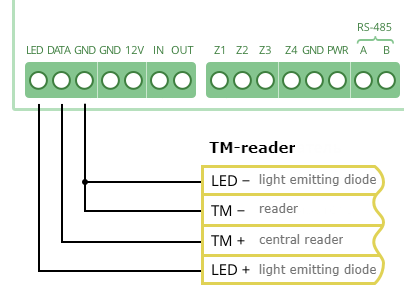 RS-485
LED DATA GND GND 12V IN OUT Z1 Z2 Z3 Z4 GND PWR A B
TM-reader
LED – light emitting diode
TM – reader
TM + central reader
LED + light emitting diode